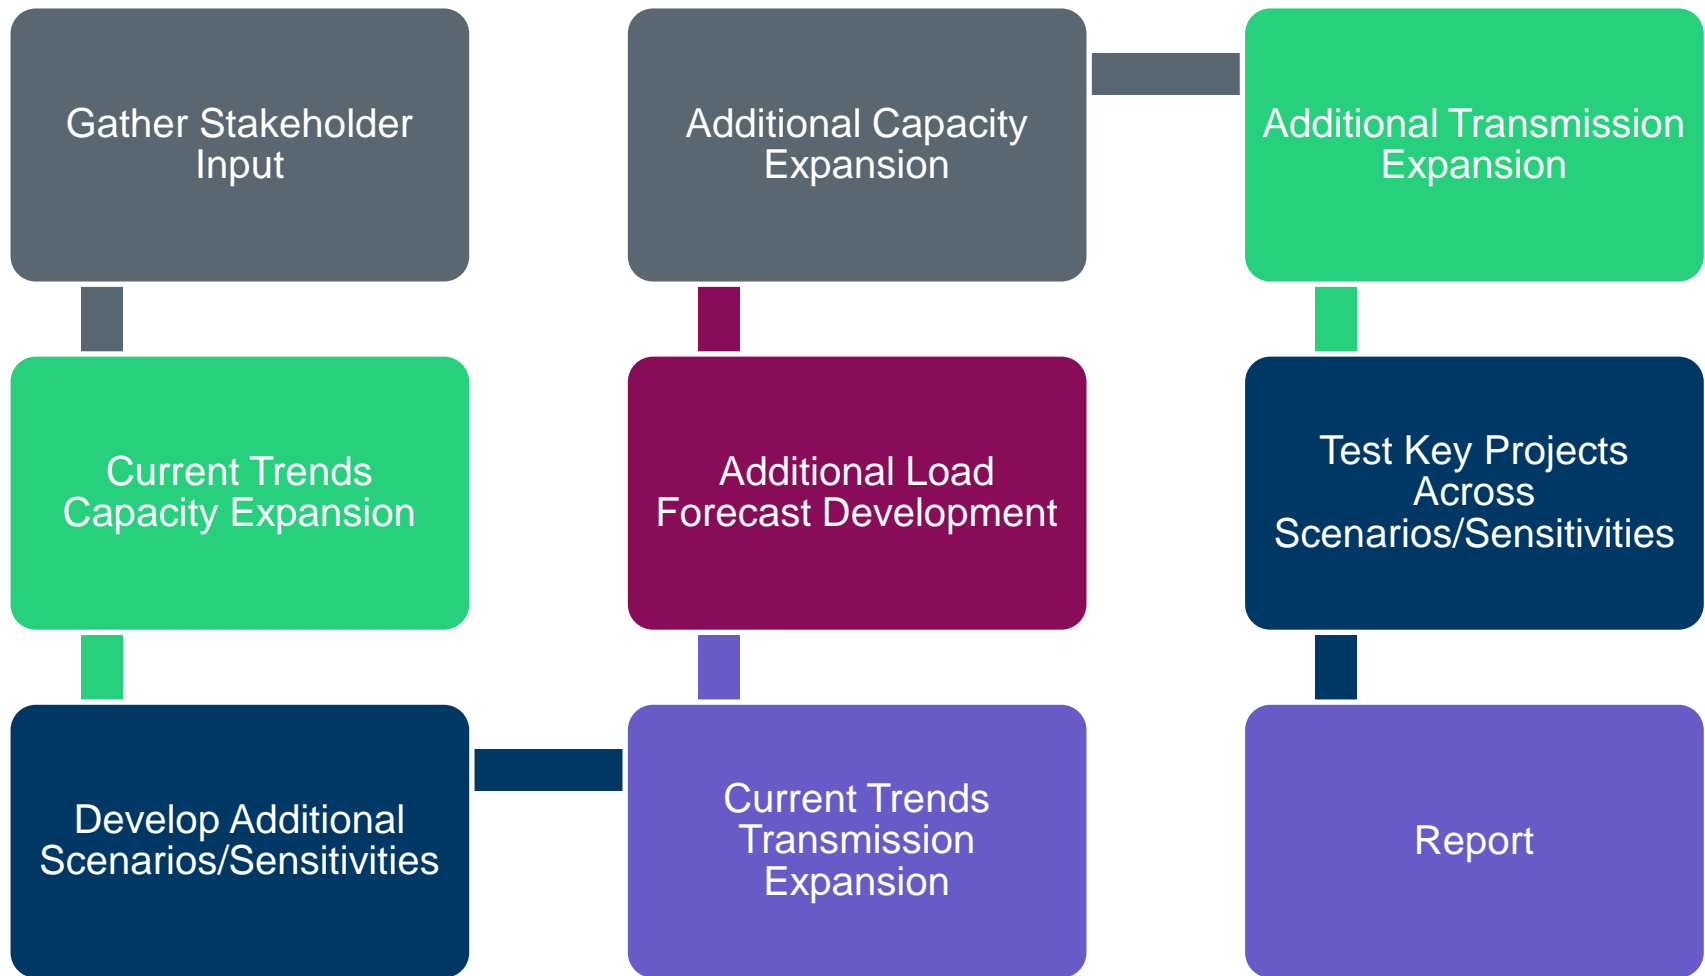 Gather Stakeholder
Input
Current Trends
Capacity Expansion
Develop Additional
Scenarios/Sensitivities
Current Trends
Transmission
Expansion
Additional Load
Forecast Development
Additional Capacity
Expansion
Additional Transmission
Expansion
Test Key Projects
Across
Scenarios/Sensitivities
Report